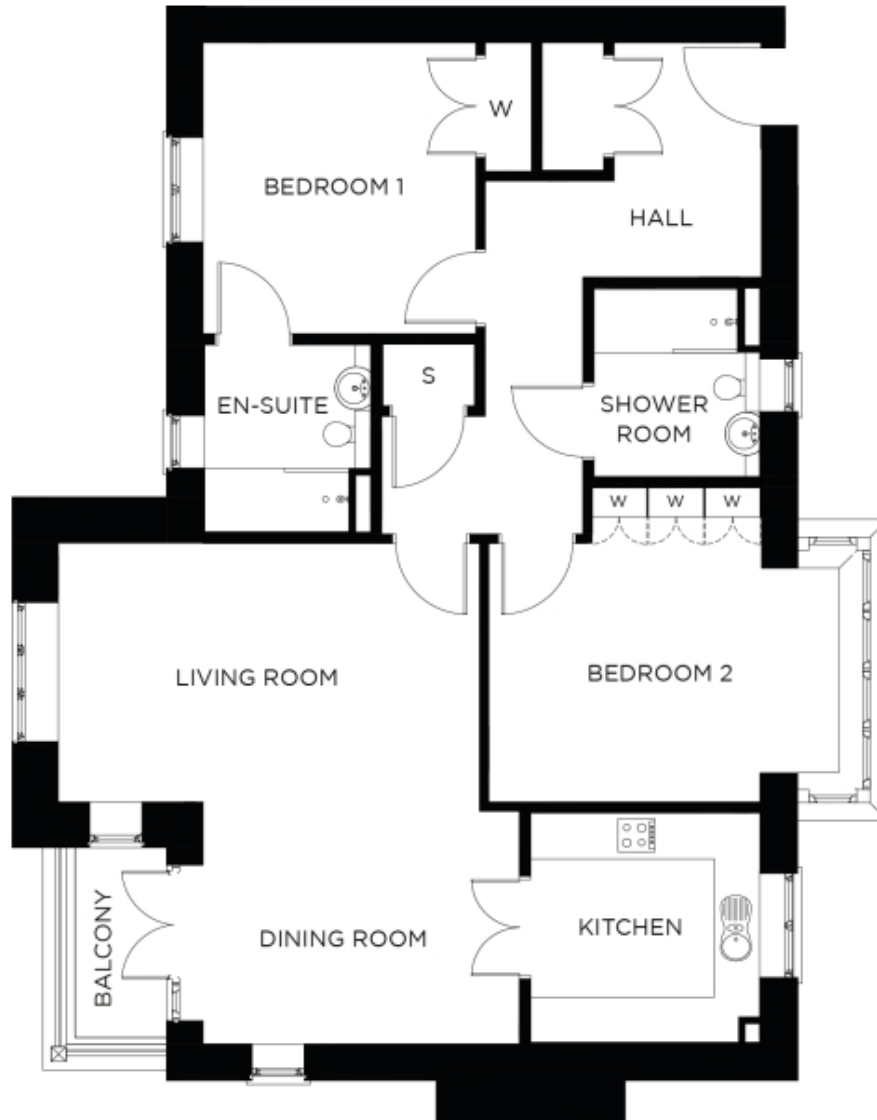 W
BEDROOM 1
HALL
S
EN-SUITE
SHOWER
ROOM
W W W
LIVING ROOM
BEDROOM 2
BALCONY
DINING ROOM
KITCHEN